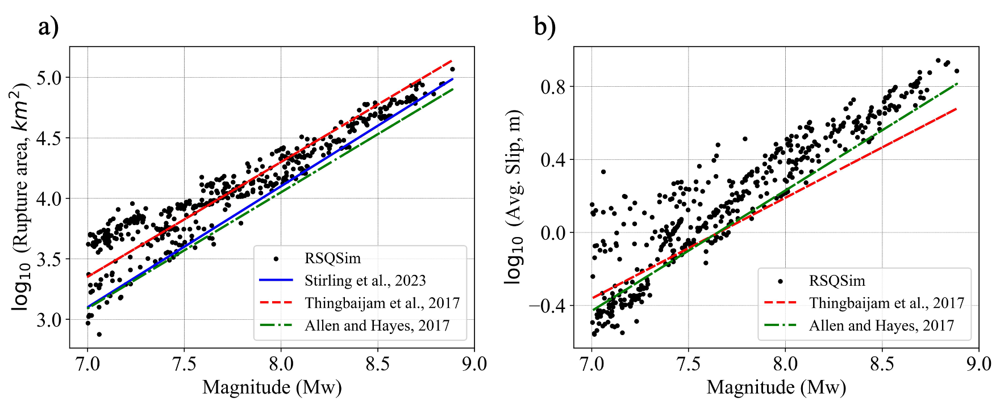 a)
log10 (Rupture area, km²)
5.0
4.5
4.0
3.5
3.0
RSQSim
Stirling et al., 2023
Thingbaijam et al., 2017
Allen and Hayes, 2017
7.0 7.5 8.0 8.5 9.0
Magnitude (Mw)
b)
log10 (Avg. Slip, m)
0.8
0.4
0.0
−0.4
RSQSim
Thingbaijam et al., 2017
Allen and Hayes, 2017
7.0 7.5 8.0 8.5 9.0
Magnitude (Mw)